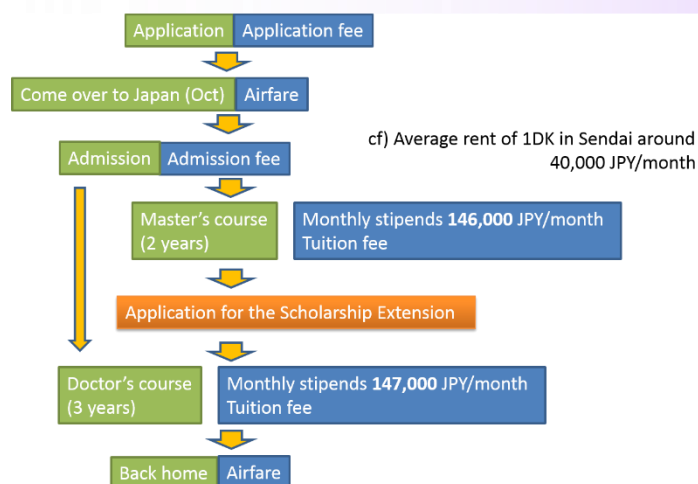 Application Application fee
Come over to Japan (Oct) Airfare
Admission Admission fee
cf) Average rent of 1DK in Sendai around
40,000 JPY/month
Master's course
(2 years)
Monthly stipends 146,000 JPY/month
Tuition fee
Application for the Scholarship Extension
Doctor's course
(3 years)
Monthly stipends 147,000 JPY/month
Tuition fee
Back home Airfare